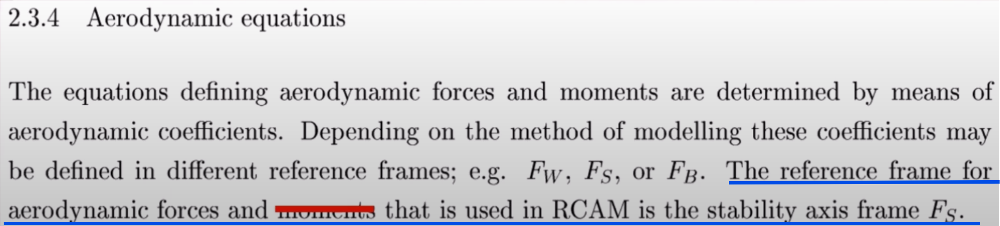 2.3.4 Aerodynamic equations
The equations defining aerodynamic forces and moments are determined by means of
aerodynamic coefficients. Depending on the method of modelling these coefficients may
be defined in different reference frames; e.g. F_W, F_S, or F_B. The reference frame for
aerodynamic forces and moments that is used in RCAM is the stability axis frame F_S.